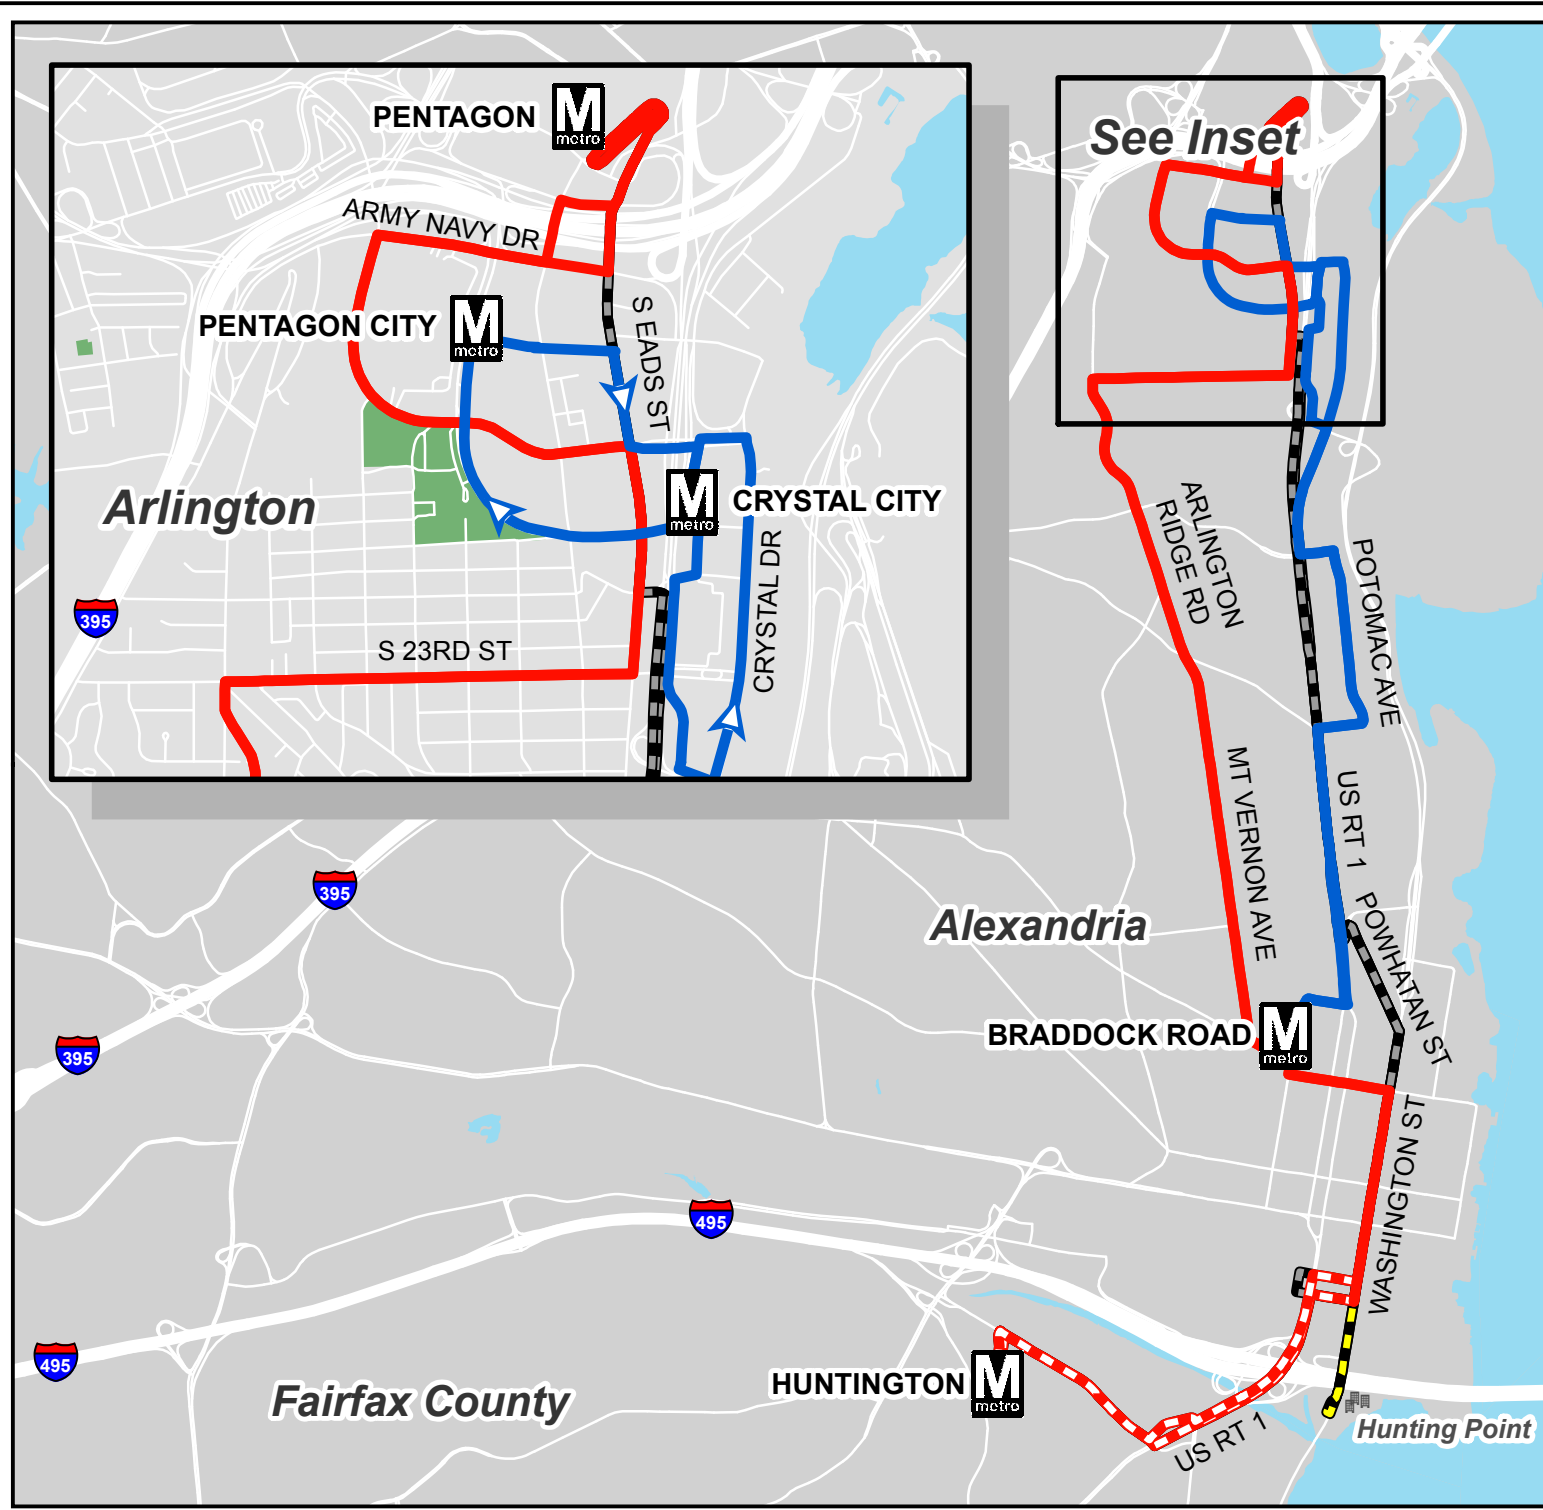 PENTAGON
M
metro
ARMY NAVY DR
PENTAGON CITY
M
metro
S EADS ST
Arlington
M
metro
CRYSTAL CITY
CRYSTAL DR
395
S 23RD ST
See Inset
ARLINGTON
RIDGE RD
POTOMAC AVE
MT VERNON AVE
US RT 1
395
Alexandria
POWHATAN ST
395
BRADDOCK ROAD
M
metro
WASHINGTON ST
495
495
HUNTINGTON
M
metro
Fairfax County
US RT 1
Hunting Point